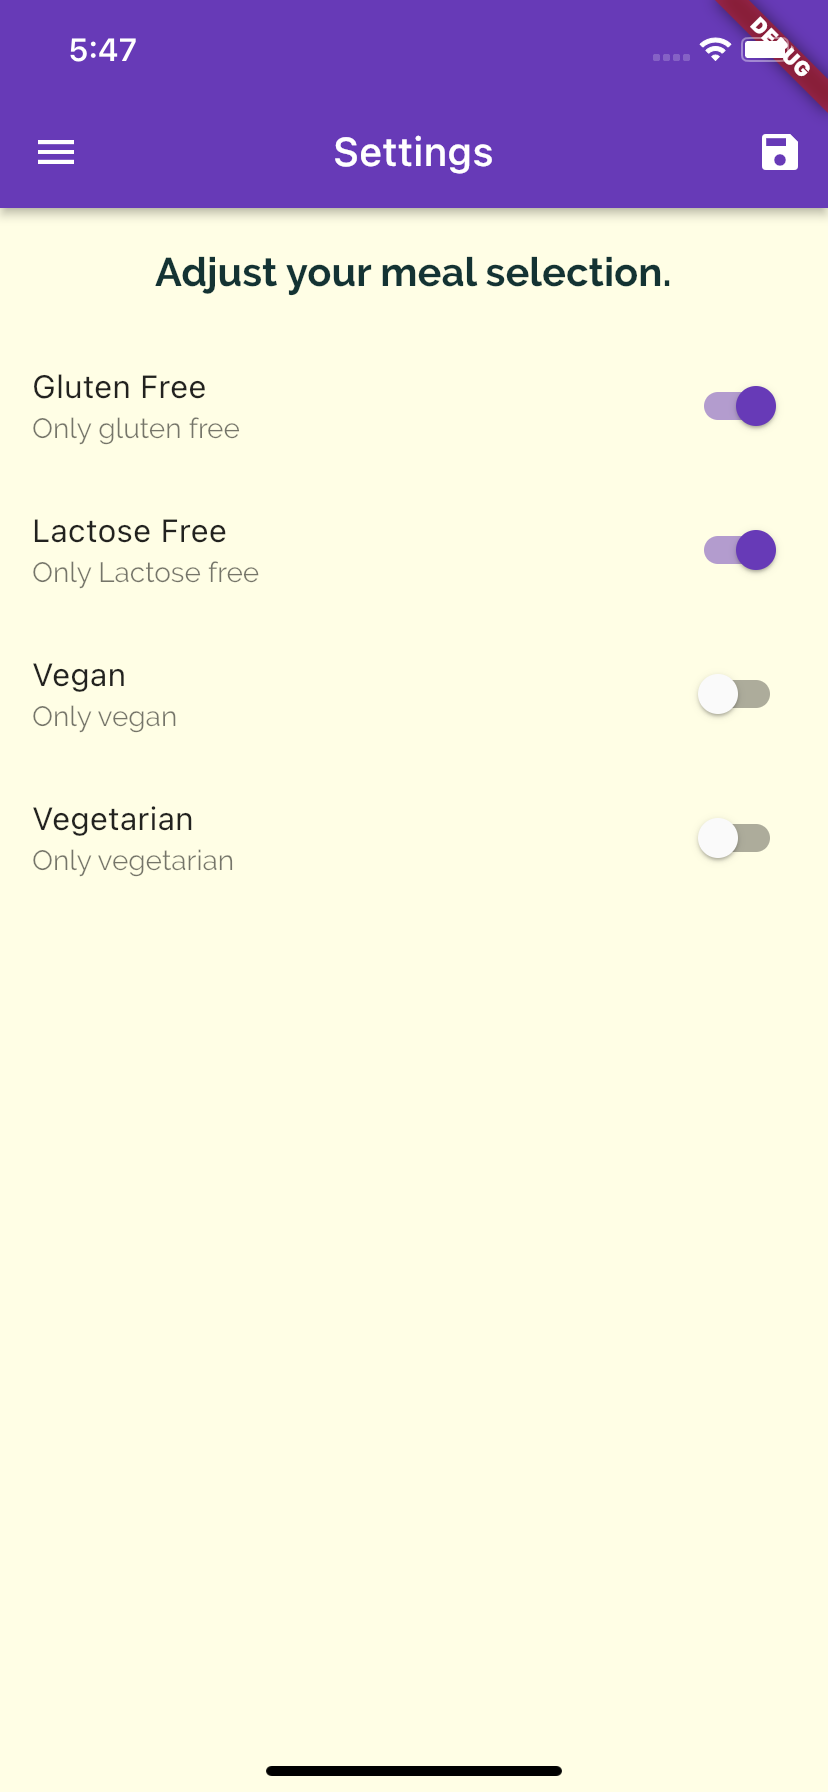 5:47
DEBUG
Settings
Adjust your meal selection.
Gluten Free
Only gluten free
Lactose Free
Only Lactose free
Vegan
Only vegan
Vegetarian
Only vegetarian